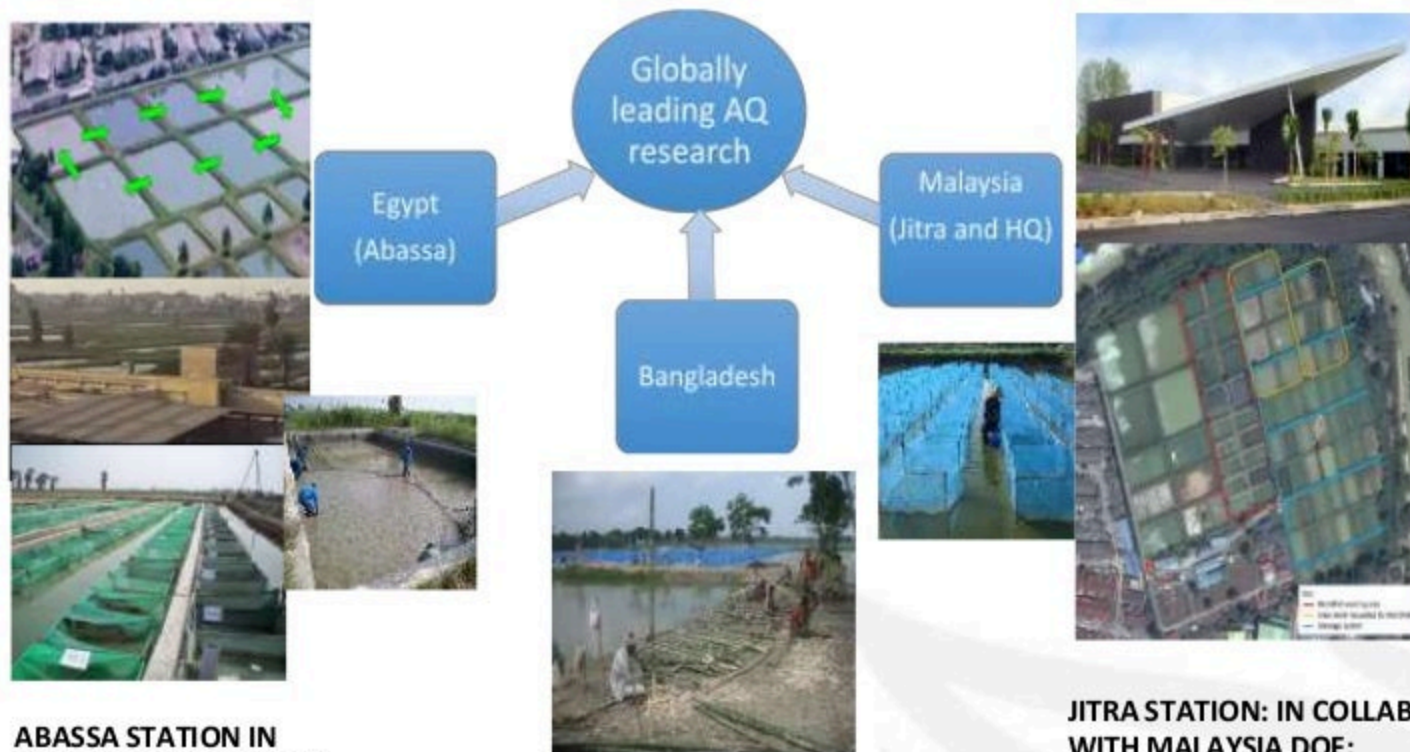 Globally
leading AQ
research
Egypt
(Abassa)
Malaysia
(Jitra and HQ)
Bangladesh
ABASSA STATION IN
JITRA STATION: IN COLLAB
WITH MALAYSIA DOF: